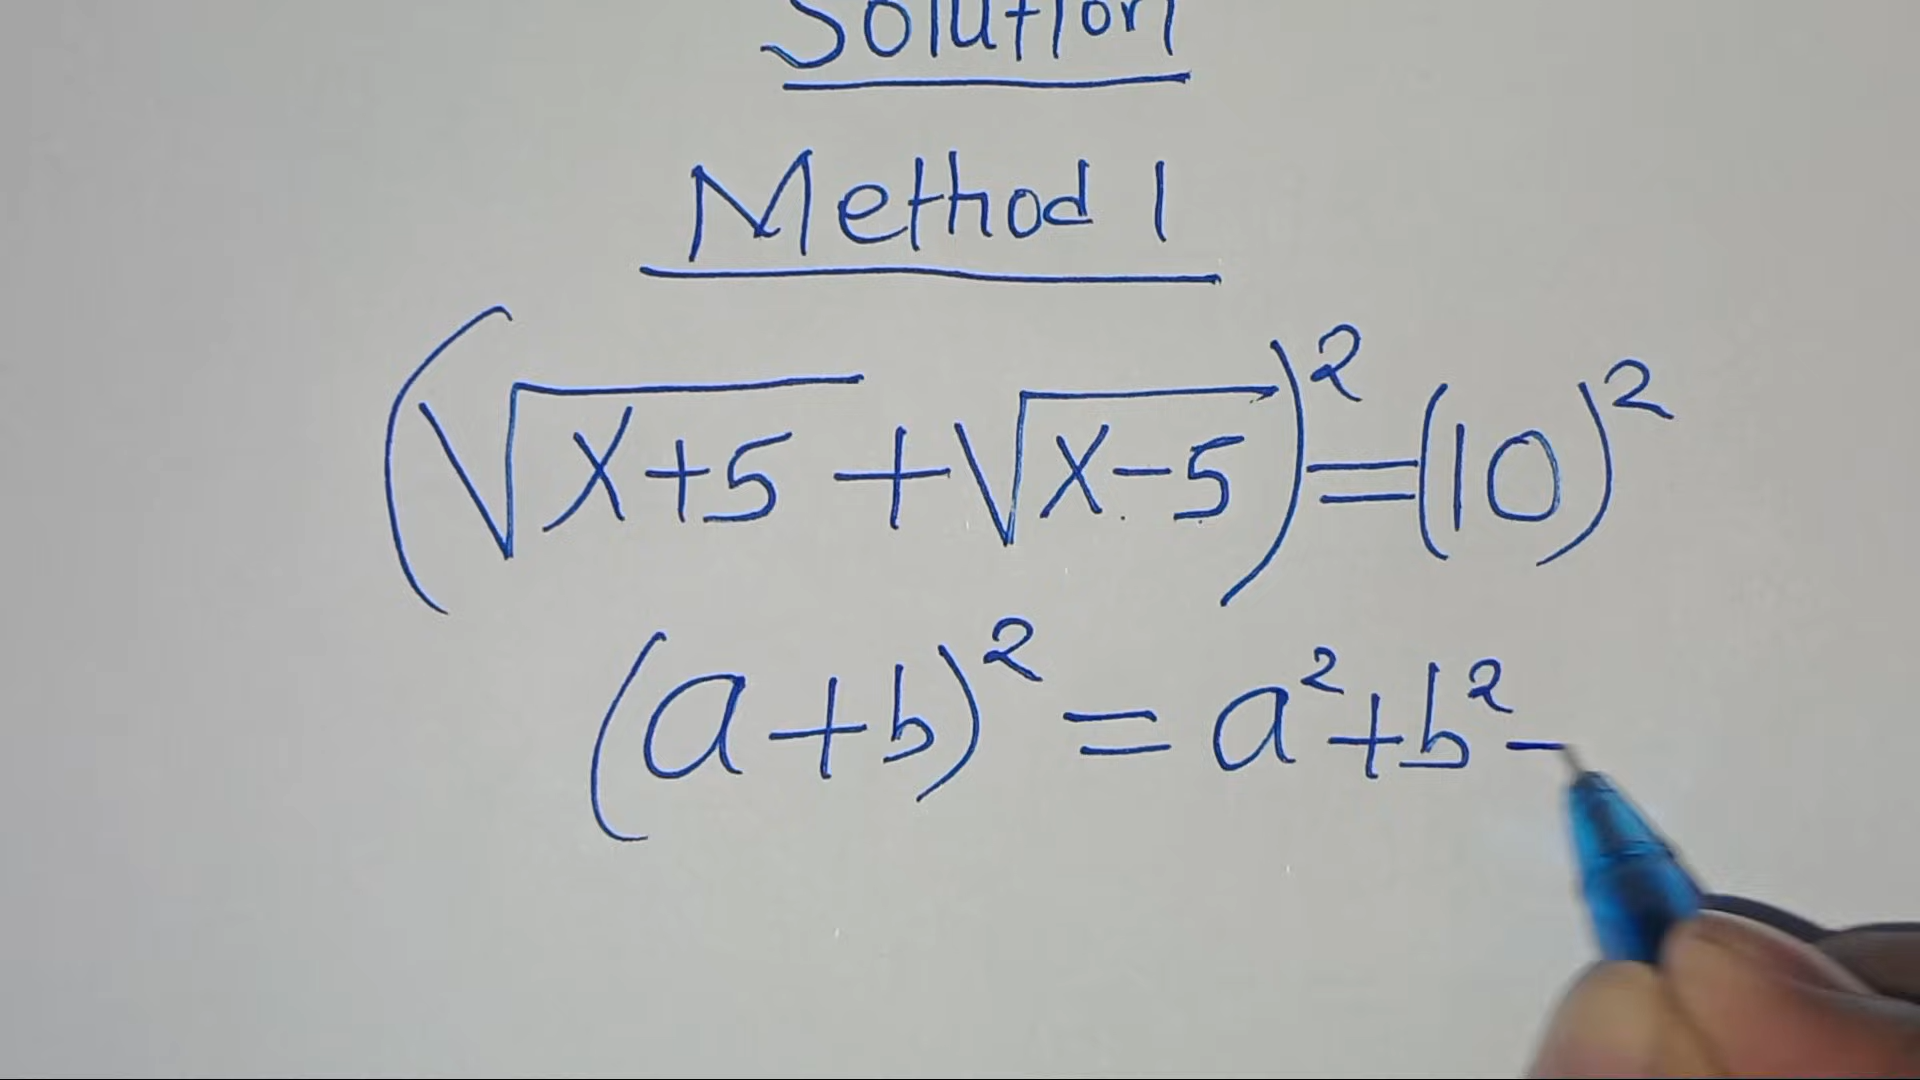 Solution
Method 1
(√x+5 + √x-5)² = (10)²
(a+b)² = a²+b² -